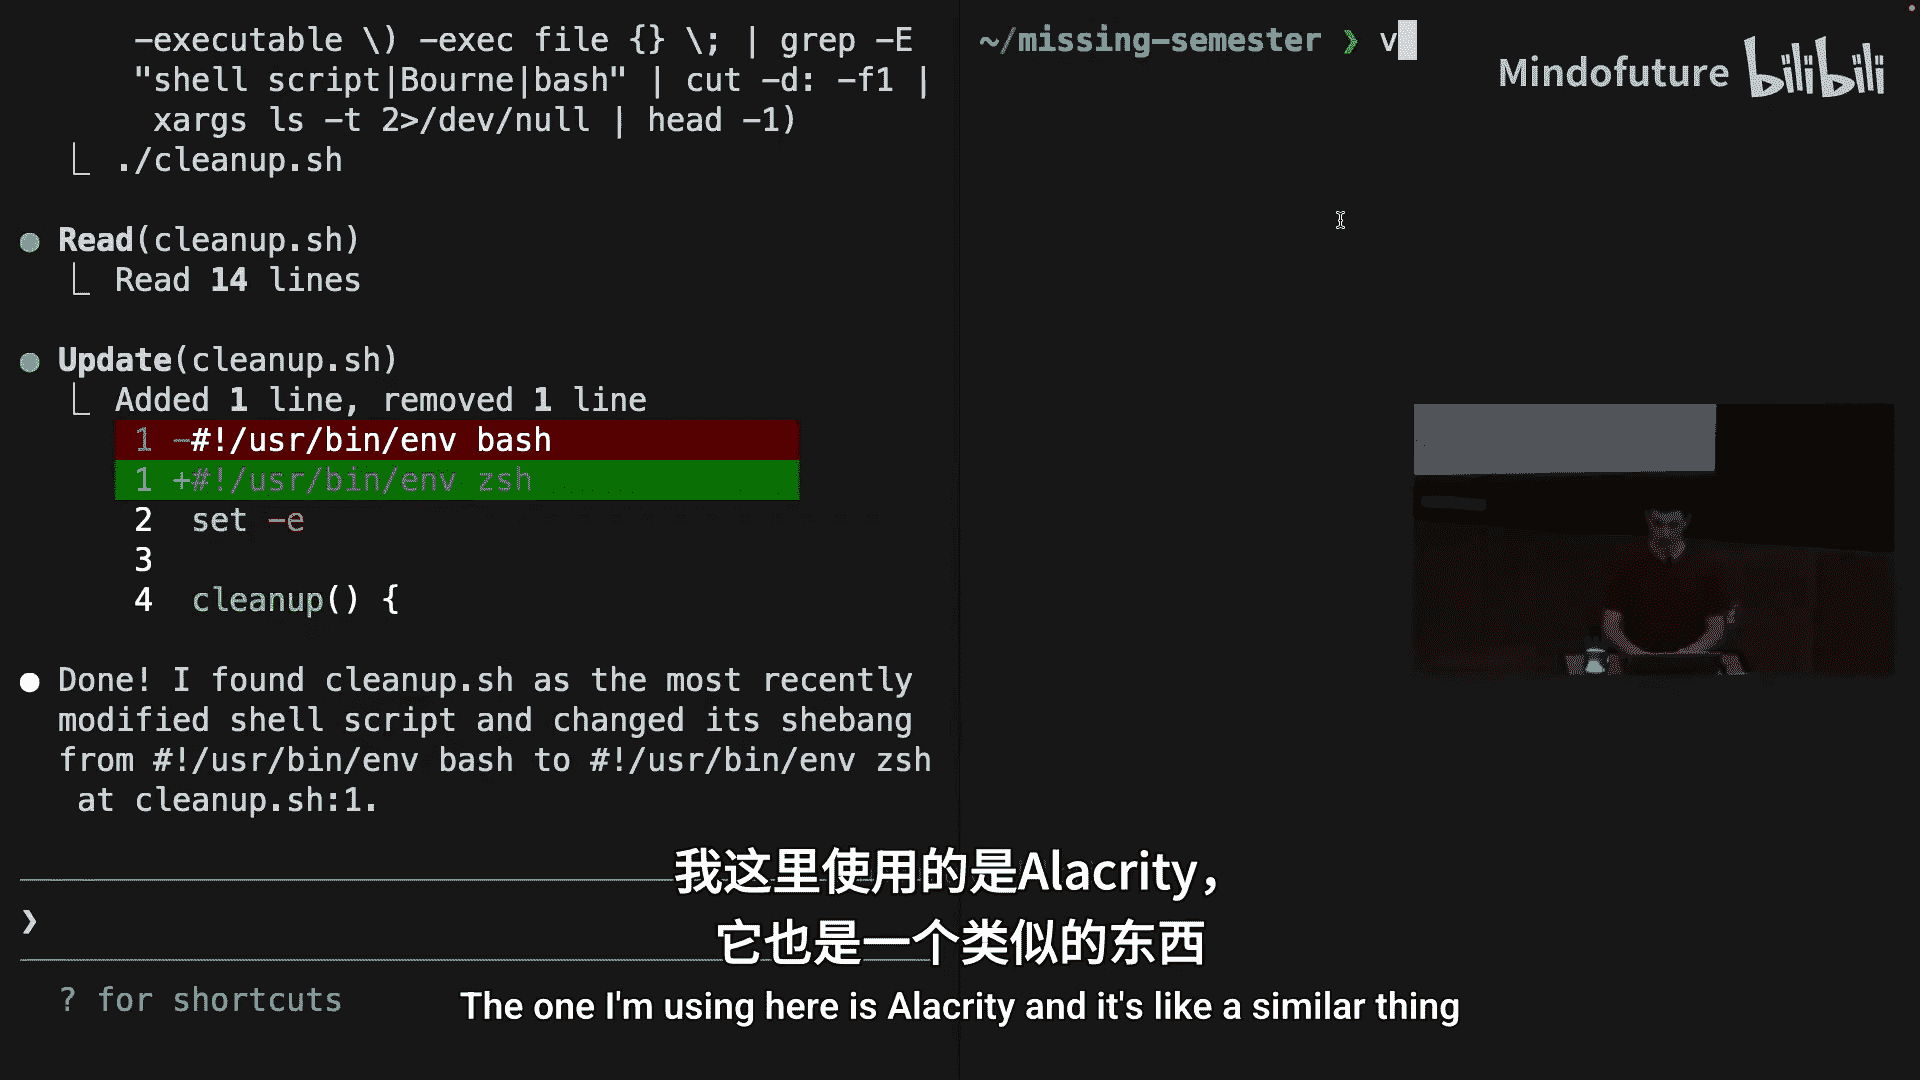 -executable \) -exec file {} \; | grep -E
"shell script|Bourne|bash" | cut -d: -f1 |
xargs ls -t 2>/dev/null | head -1)
⎿ ./cleanup.sh
● Read(cleanup.sh)
⎿ Read 14 lines
● Update(cleanup.sh)
⎿ Added 1 line, removed 1 line
1 -#!/usr/bin/env bash
1 +#!/usr/bin/env zsh
2 set -e
3
4 cleanup() {
● Done! I found cleanup.sh as the most recently
modified shell script and changed its shebang
from #!/usr/bin/env bash to #!/usr/bin/env zsh
at cleanup.sh:1.
❯
? for shortcuts
~/missing-semester ❯ v
Mindofuture bilibili
我这里使用的是Alacrity，
它也是一个类似的东西
The one I'm using here is Alacrity and it's like a similar thing